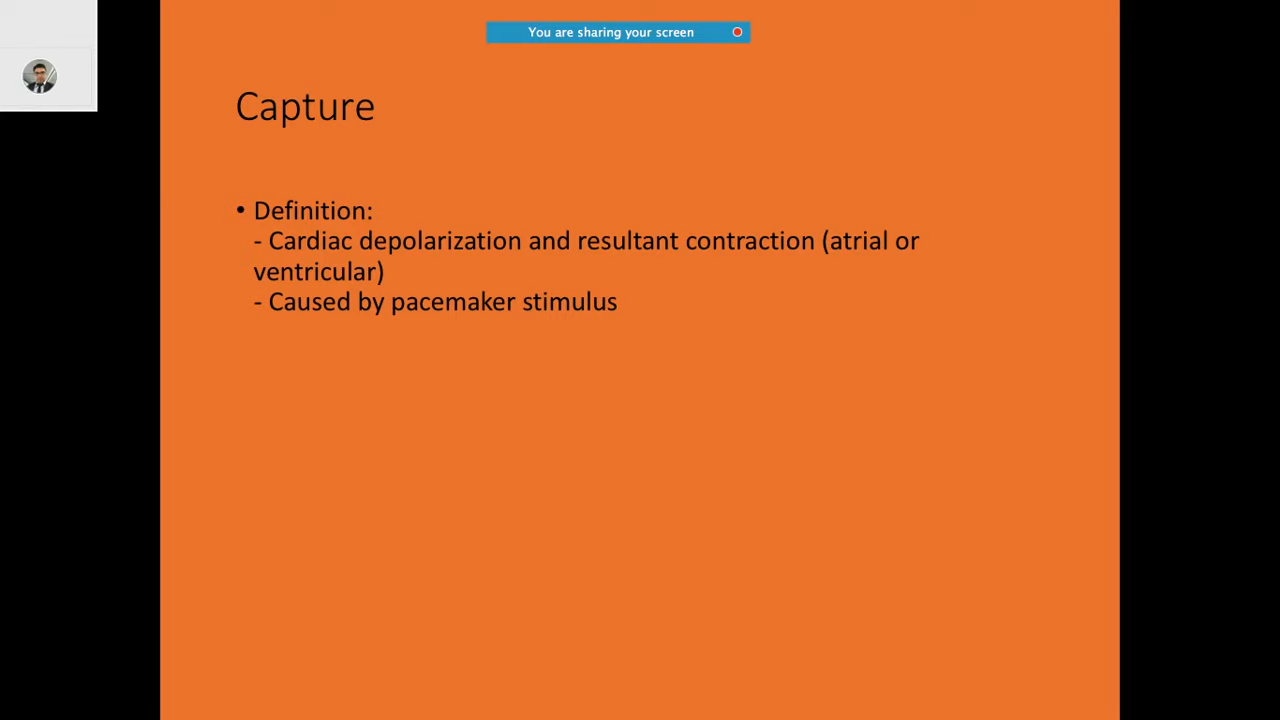 You are sharing your screen
Capture
• Definition:
- Cardiac depolarization and resultant contraction (atrial or
ventricular)
- Caused by pacemaker stimulus